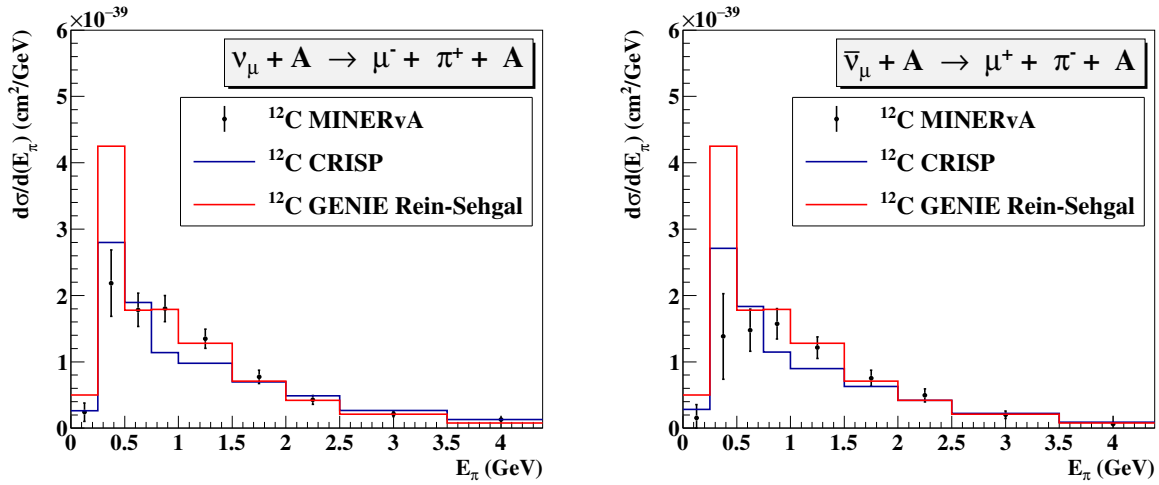 ×10⁻³⁹
dσ/d(E_π) (cm²/GeV)
6
5
4
3
2
1
0
ν_μ + A → μ⁻ + π⁺ + A
¹²C MINERvA
¹²C CRISP
¹²C GENIE Rein-Sehgal
0 0.5 1 1.5 2 2.5 3 3.5 4
E_π (GeV)
×10⁻³⁹
dσ/d(E_π) (cm²/GeV)
6
5
4
3
2
1
0
ν̄_μ + A → μ⁺ + π⁻ + A
¹²C MINERvA
¹²C CRISP
¹²C GENIE Rein-Sehgal
0 0.5 1 1.5 2 2.5 3 3.5 4
E_π (GeV)